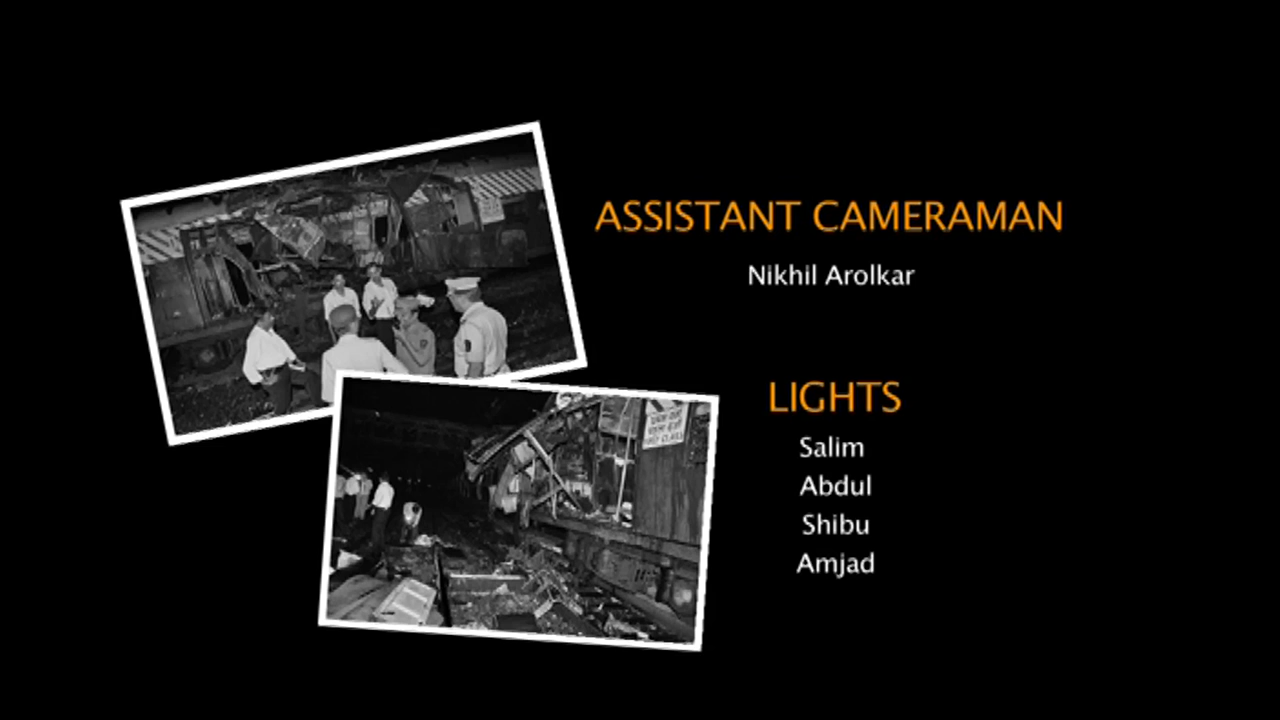 ASSISTANT CAMERAMAN
Nikhil Arolkar
LIGHTS
Salim
Abdul
Shibu
Amjad